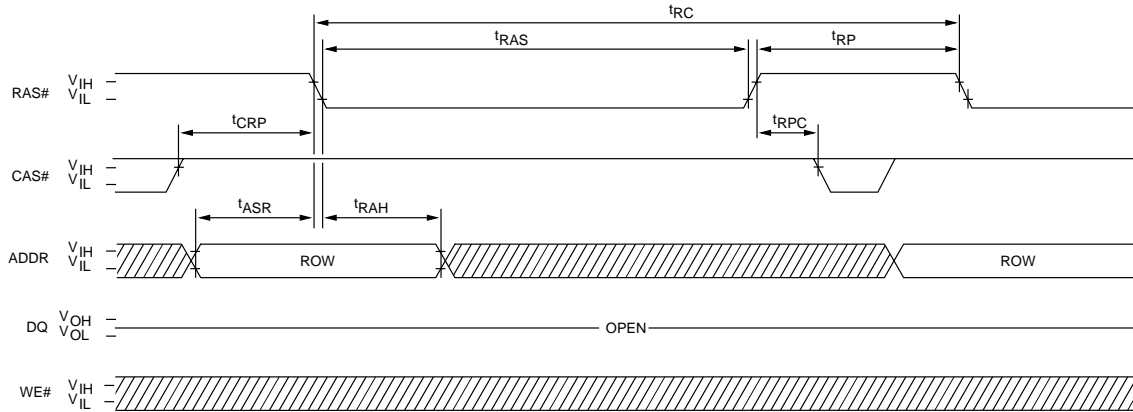 tRC
tRAS tRP
RAS# VIH
VIL
tCRP tRPC
CAS# VIH
VIL
tASR tRAH
ADDR VIH
VIL
ROW ROW
DQ VOH
VOL
OPEN
WE# VIH
VIL